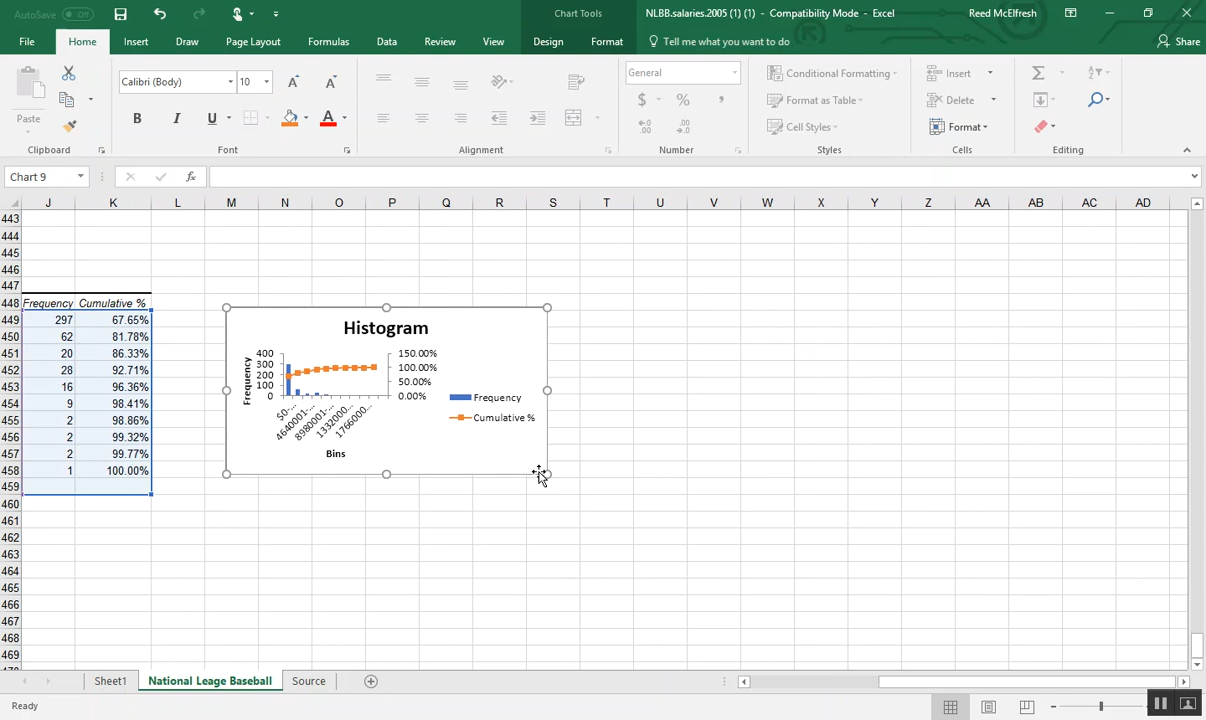 AutoSave Off
Chart Tools
NLBB.salaries.2005 (1) (1) - Compatibility Mode - Excel
Reed McElfresh
File Home Insert Draw Page Layout Formulas Data Review View Design Format Tell me what you want to do Share
Calibri (Body) 10
General
Conditional Formatting
Format as Table
Cell Styles
Insert
Delete
Format
Paste
B I U A
$ % ,
Clipboard Font Alignment Number Styles Cells Editing
Chart 9 fx
J K L M N O P Q R S T U V W X Y Z AA AB AC AD
443
444
445
446
447
448 Frequency Cumulative %
449 297 67.65%
450 62 81.78%
451 20 86.33%
452 28 92.71%
453 16 96.36%
454 9 98.41%
455 2 98.86%
456 2 99.32%
457 2 99.77%
458 1 100.00%
459
460
461
462
463
464
465
466
467
468
469
Histogram
Frequency
400
300
200
100
0
150.00%
100.00%
50.00%
0.00%
$0-...
4640001-...
8980001-...
1332000...
1766000...
Bins
Frequency
Cumulative %
Sheet1 National Leage Baseball Source
Ready